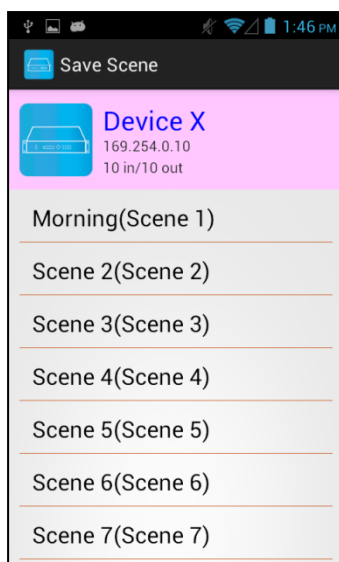 1:46 PM
Save Scene
Device X
169.254.0.10
10 in/10 out
Morning(Scene 1)
Scene 2(Scene 2)
Scene 3(Scene 3)
Scene 4(Scene 4)
Scene 5(Scene 5)
Scene 6(Scene 6)
Scene 7(Scene 7)